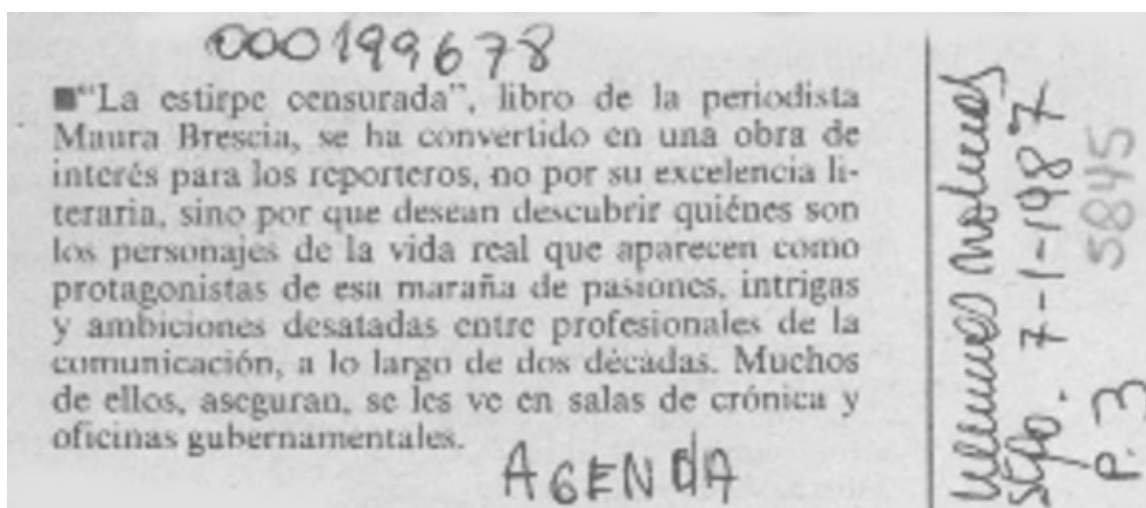 000199678
■"La estirpe censurada", libro de la periodista
Maura Brescia, se ha convertido en una obra de
interés para los reporteros, no por su excelencia li-
teraria, sino por que desean descubrir quiénes son
los personajes de la vida real que aparecen como
protagonistas de esa maraña de pasiones, intrigas
y ambiciones desatadas entre profesionales de la
comunicación, a lo largo de dos décadas. Muchos
de ellos, aseguran, se les ve en salas de crónica y
oficinas gubernamentales.
AGENDA
Últimas Noticias
Stgo. 7-1-1987
P. 3 5845